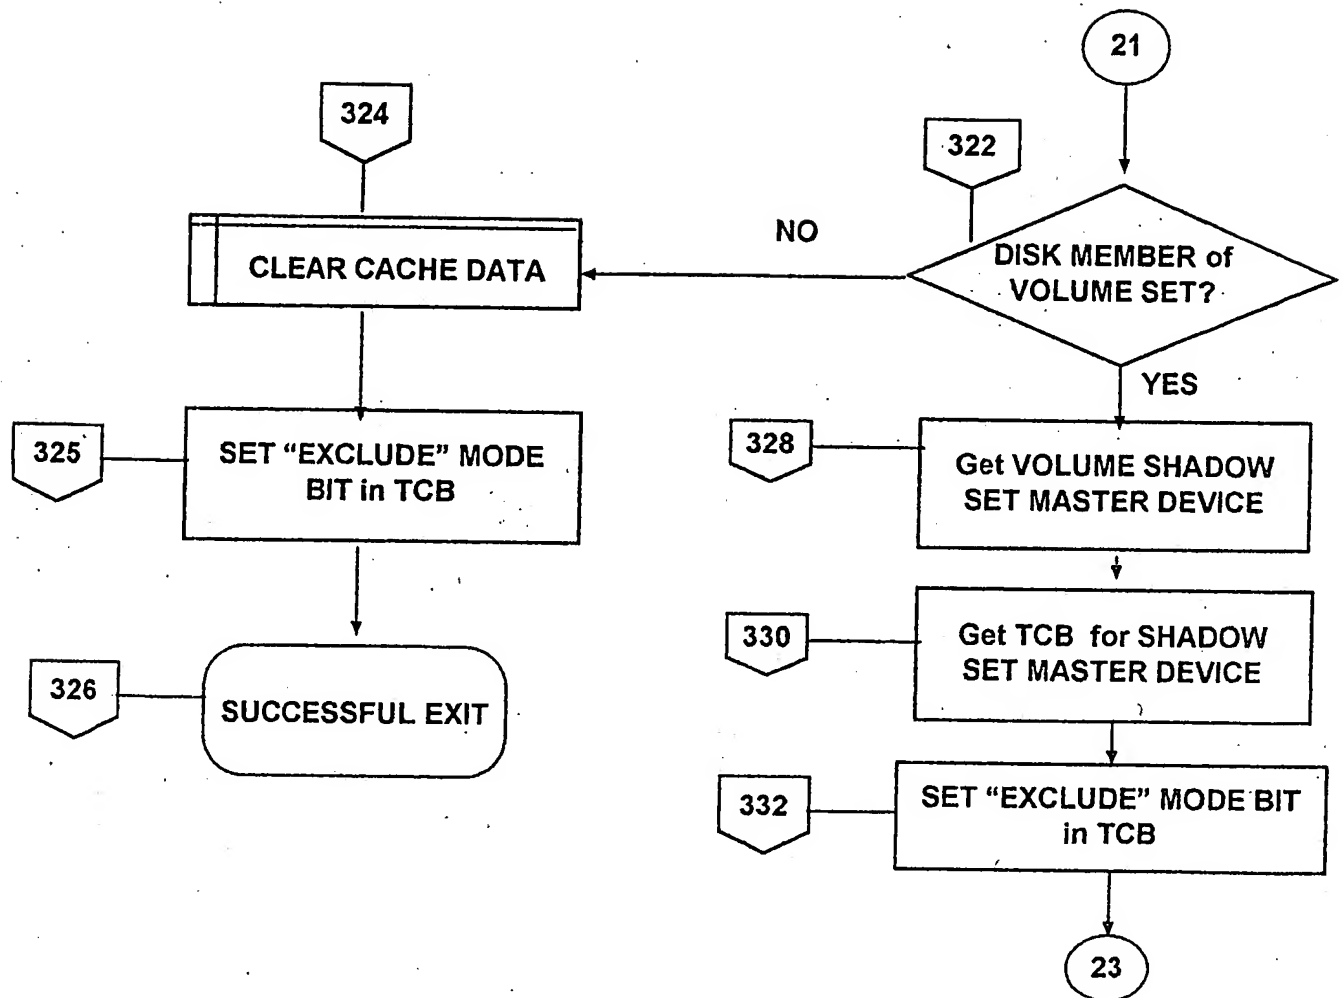 21
322
DISK MEMBER of
VOLUME SET?
NO
324
CLEAR CACHE DATA
325
SET “EXCLUDE” MODE
BIT in TCB
326
SUCCESSFUL EXIT
YES
328
Get VOLUME SHADOW
SET MASTER DEVICE
330
Get TCB for SHADOW
SET MASTER DEVICE
332
SET “EXCLUDE” MODE BIT
in TCB
23